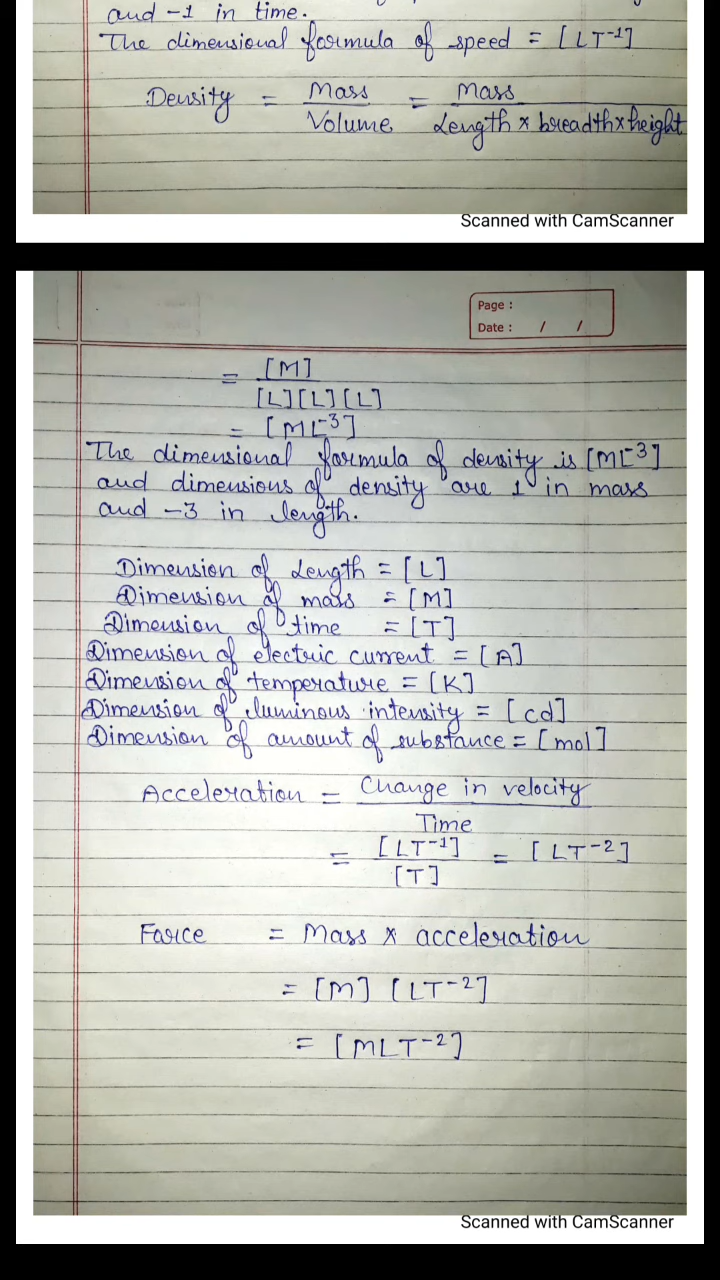 and -1 in time.
The dimensional formula of speed = [LT⁻¹]
Density = Mass / Volume = Mass / Length × breadth × height
Scanned with CamScanner
Page :
Date : / /
= [M] / [L][L][L]
= [ML⁻³]
The dimensional formula of density is [ML⁻³]
and dimensions of density are 1 in mass
and -3 in length.
Dimension of Length = [L]
Dimension of mass = [M]
Dimension of time = [T]
Dimension of electric current = [A]
Dimension of temperature = [K]
Dimension of luminous intensity = [cd]
Dimension of amount of substance = [mol]
Acceleration = Change in velocity / Time
= [LT⁻¹] / [T] = [LT⁻²]
Force = Mass × acceleration
= [M] [LT⁻²]
= [MLT⁻²]
Scanned with CamScanner